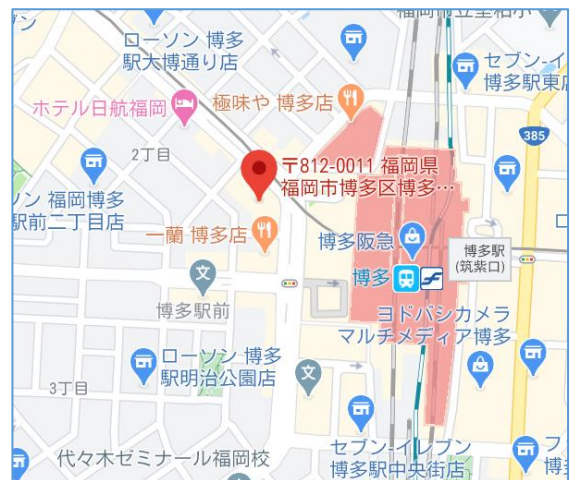 福岡市立堅粕小
ローソン 博多
駅大博通り店
セブン-イ
博多駅東店
極味や 博多店
ホテル日航福岡
385
2丁目
〒812-0011 福岡県
福岡市博多区博多…
ソン 福岡博多
駅前二丁目店
一蘭 博多店
博多阪急
博多駅
(筑紫口)
博多
文
博多駅前
ヨドバシカメラ
マルチメディア博多
ローソン 博多
駅明治公園店
文
3丁目
代々木ゼミナール福岡校
セブン-イレブン
博多駅中央街店
フ
博